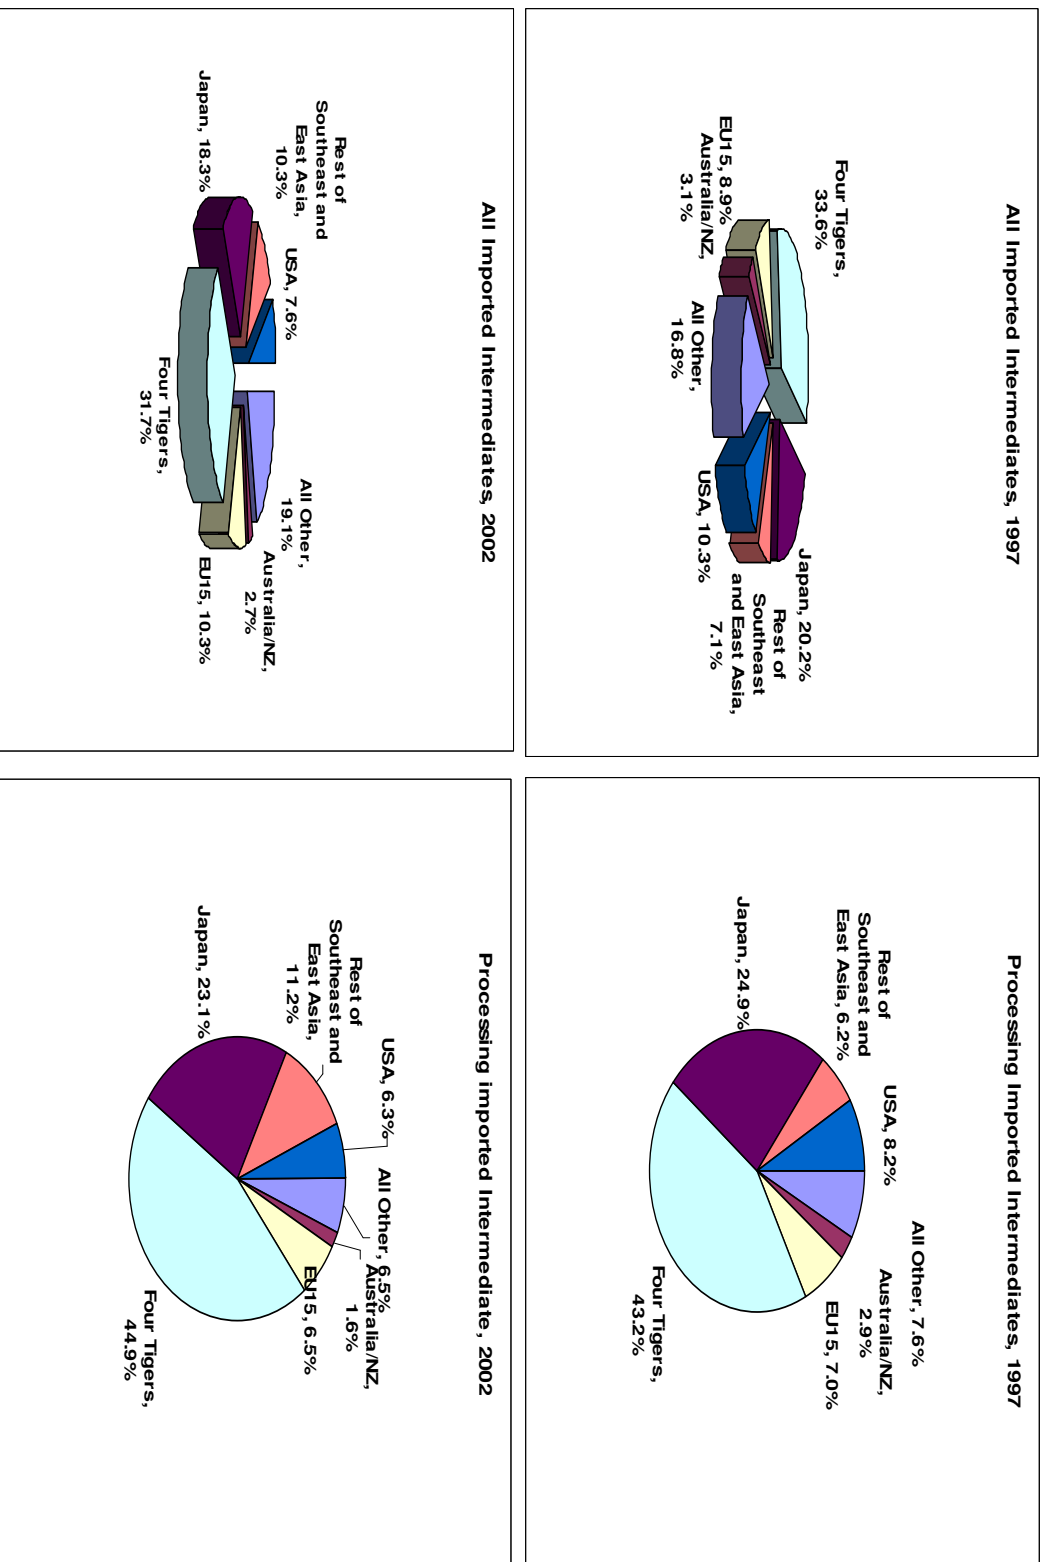 All Imported Intermediates, 1997
Four Tigers,
33.6%
EU15, 8.9%
Australia/NZ,
3.1%
All Other,
16.8%
USA, 10.3%
Rest of
Southeast
and East Asia,
7.1%
Japan, 20.2%
Processing Imported Intermediates, 1997
Rest of
Southeast and
East Asia, 6.2%
Japan, 24.9%
USA, 8.2%
All Other, 7.6%
Australia/NZ,
2.9%
EU15, 7.0%
Four Tigers,
43.2%
All Imported Intermediates, 2002
Rest of
Southeast and
East Asia,
10.3%
Japan, 18.3%
USA, 7.6%
All Other,
19.1%
Australia/NZ,
2.7%
EU15, 10.3%
Four Tigers,
31.7%
Processing imported Intermediate, 2002
USA, 6.3%
Rest of
Southeast and
East Asia,
11.2%
Japan, 23.1%
All Other, 6.5%
Australia/NZ,
1.6%
EU15, 6.5%
Four Tigers,
44.9%